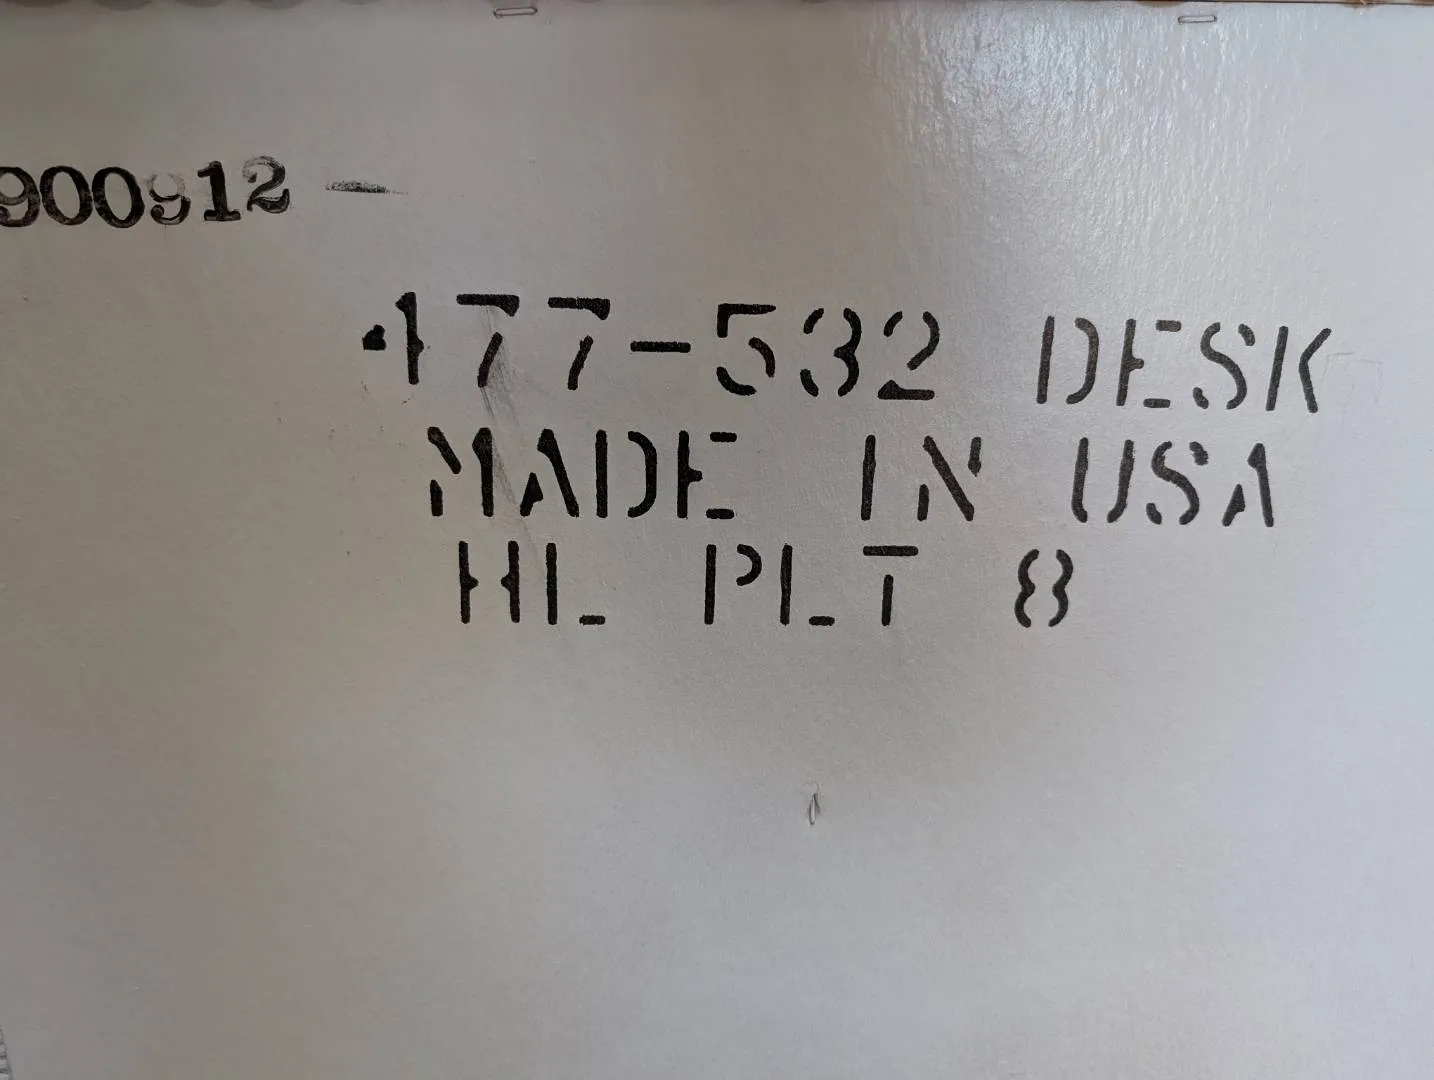 900912
477-532 DESK
MADE IN USA
HL PLT 8